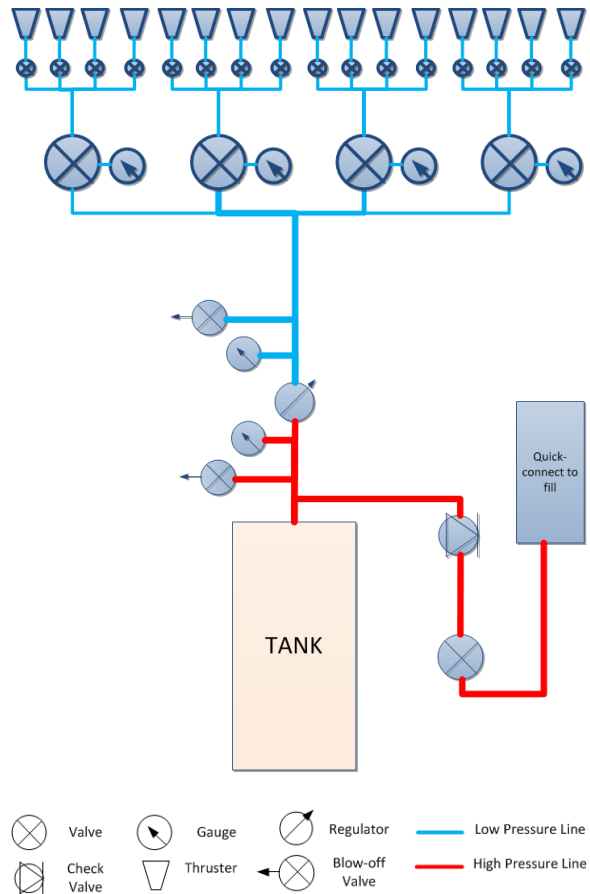 Quick-
connect to
fill
TANK
Valve
Gauge
Regulator
Low Pressure Line
Check
Valve
Thruster
Blow-off
Valve
High Pressure Line